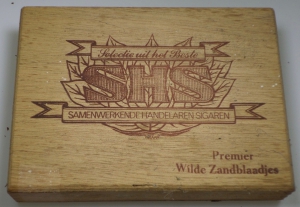 Selectie uit het Beste
SHS
SAMENWERKENDE HANDELAREN SIGAREN
Premier
Wilde Zandblaadjes